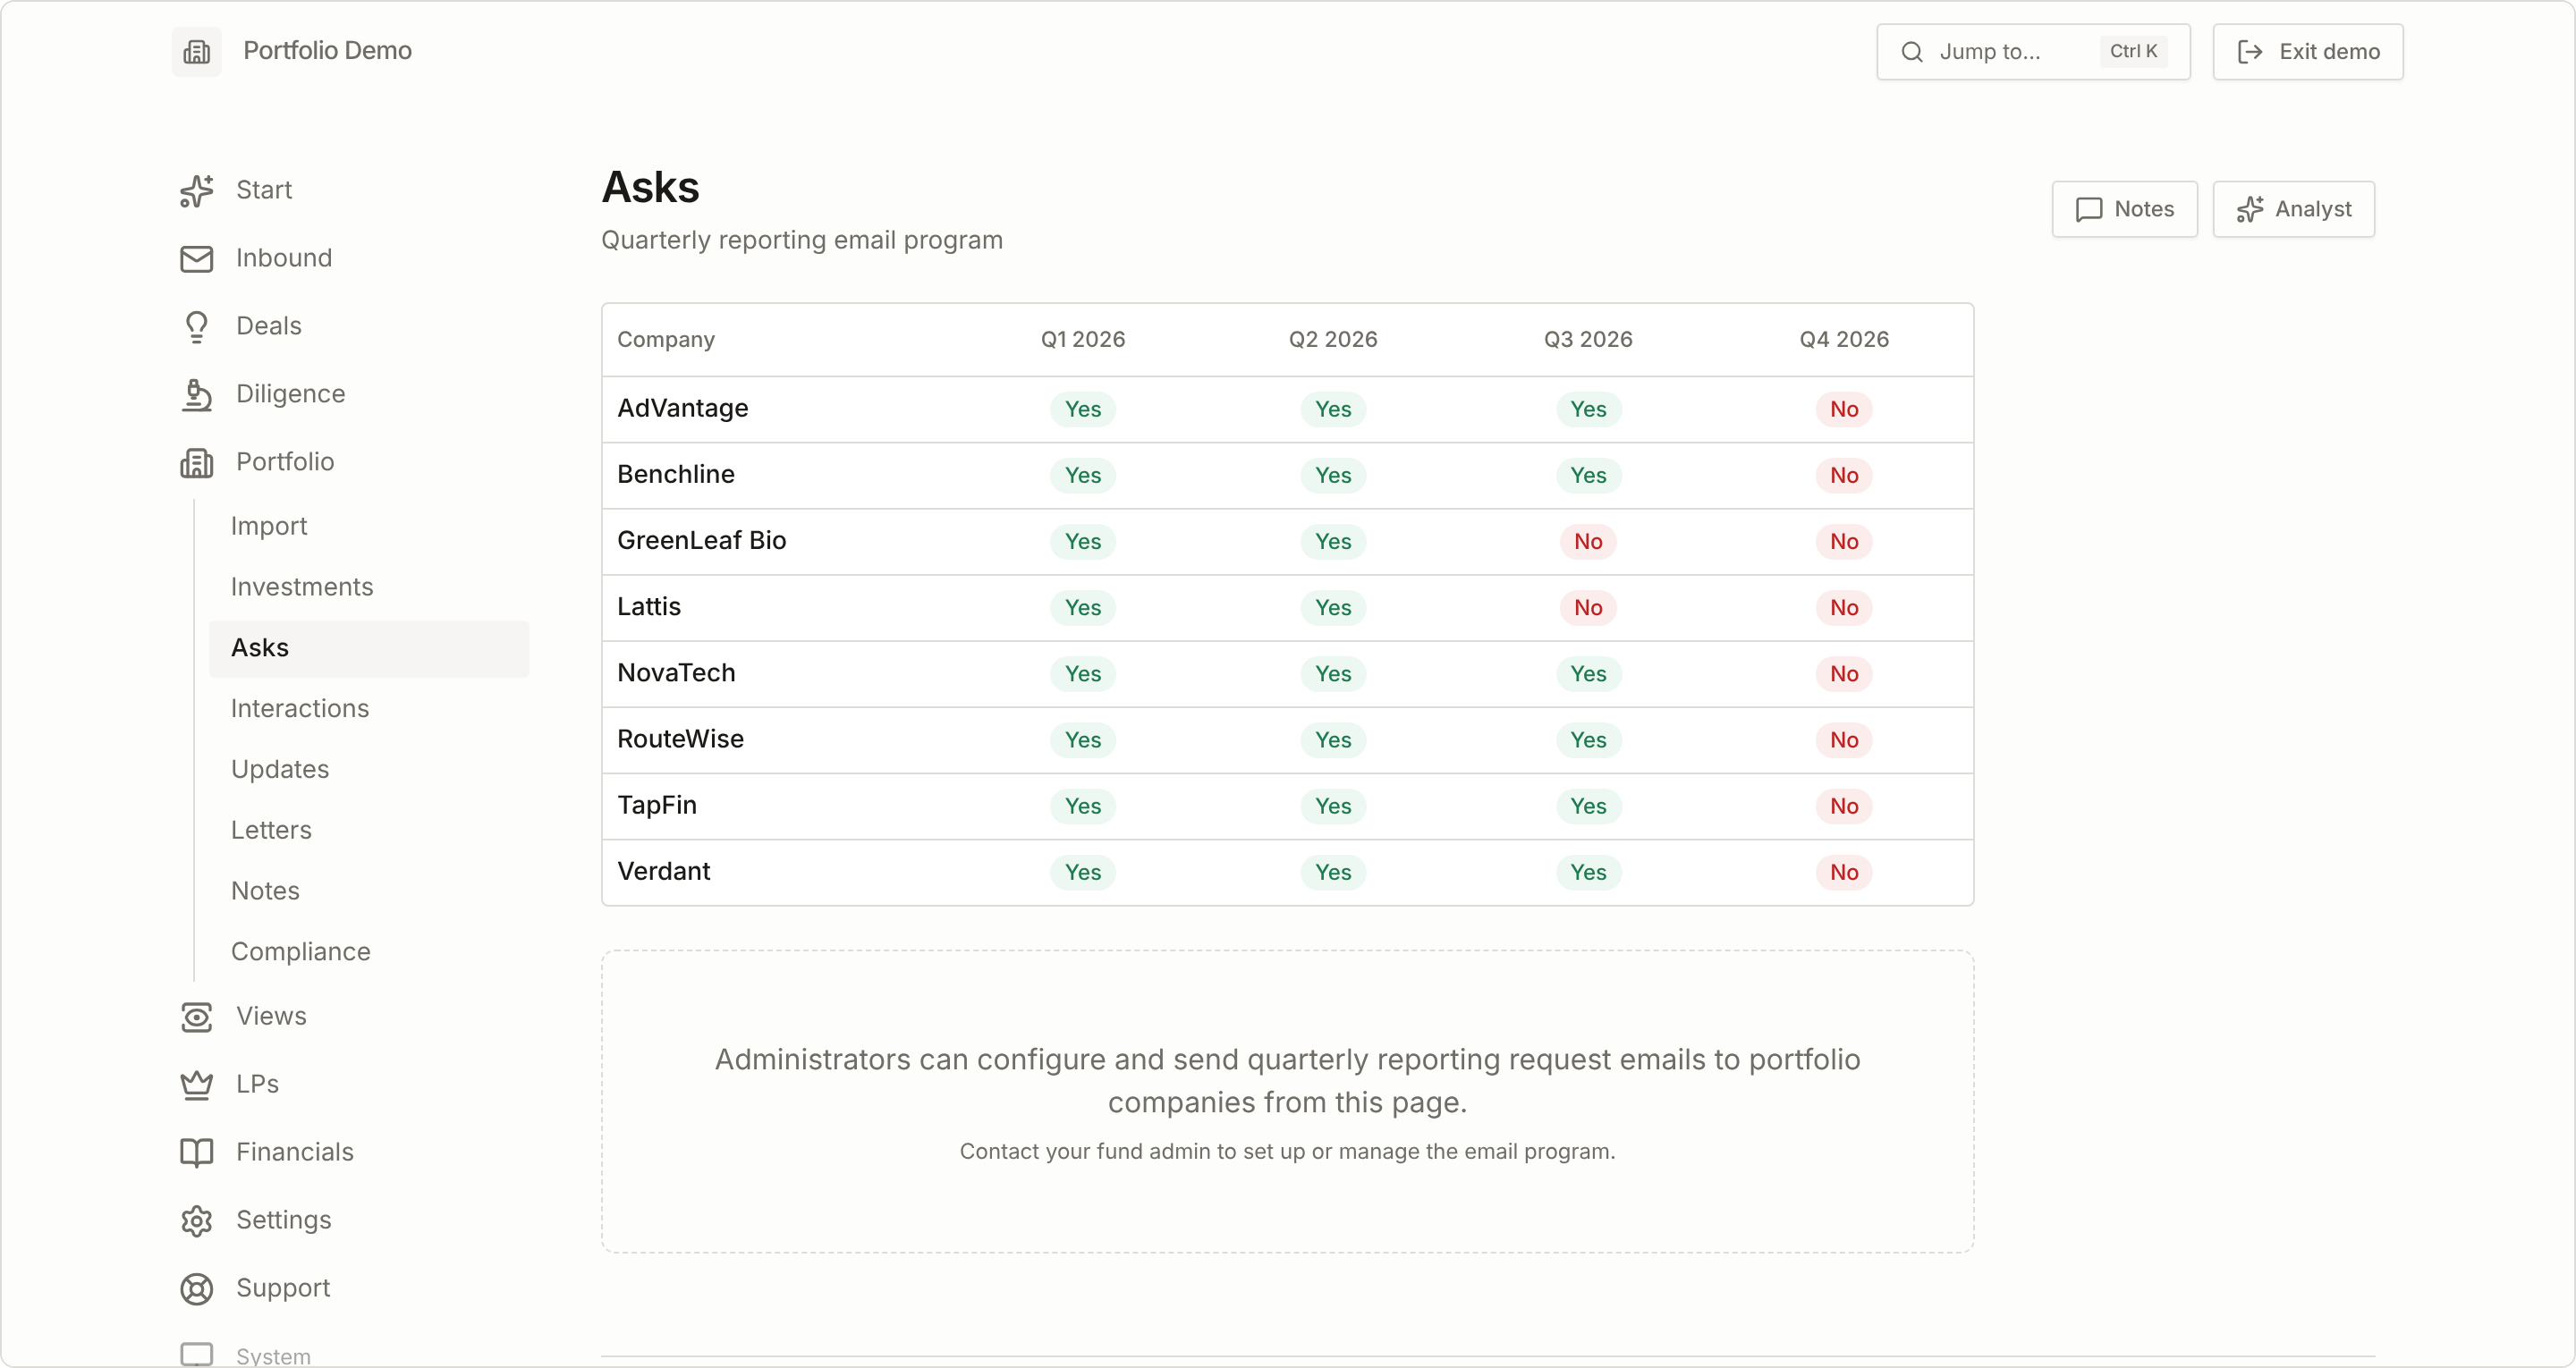 Portfolio Demo
Jump to...
Ctrl K
Exit demo
Start
Inbound
Deals
Diligence
Portfolio
Import
Investments
Asks
Interactions
Updates
Letters
Notes
Compliance
Views
LPs
Financials
Settings
Support
System
Asks
Quarterly reporting email program
Notes
Analyst
Company Q1 2026 Q2 2026 Q3 2026 Q4 2026
AdVantage Yes Yes Yes No
Benchline Yes Yes Yes No
GreenLeaf Bio Yes Yes No No
Lattis Yes Yes No No
NovaTech Yes Yes Yes No
RouteWise Yes Yes Yes No
TapFin Yes Yes Yes No
Verdant Yes Yes Yes No
Administrators can configure and send quarterly reporting request emails to portfolio
companies from this page.
Contact your fund admin to set up or manage the email program.